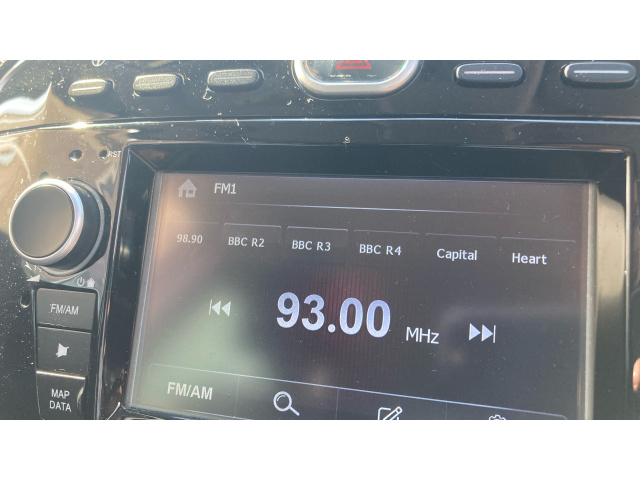 RST
FM1
98.90 BBC R2 BBC R3 BBC R4 Capital Heart
FM/AM
93.00 MHz
MAP
DATA
FM/AM